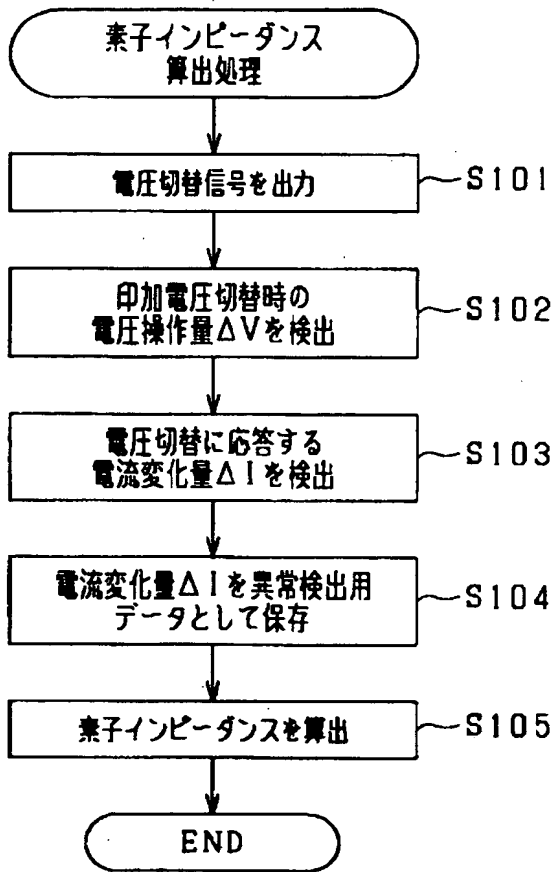 素子インピーダンス
算出処理
電圧切替信号を出力
S101
印加電圧切替時の
電圧操作量ΔVを検出
S102
電圧切替に応答する
電流変化量ΔIを検出
S103
電流変化量ΔIを異常検出用
データとして保存
S104
素子インピーダンスを算出
S105
END